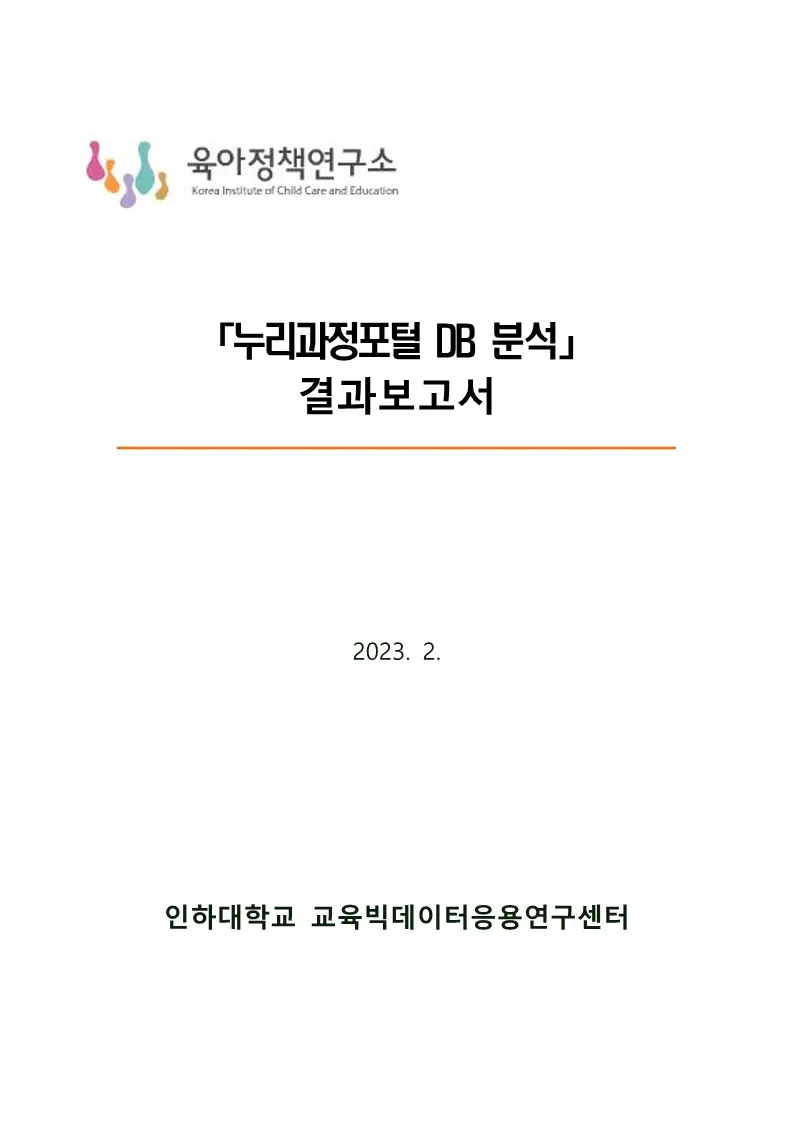 육아정책연구소
Korea Institute of Child Care and Education
「누리과정포털 DB 분석」
결과보고서
2023. 2.
인하대학교 교육빅데이터응용연구센터